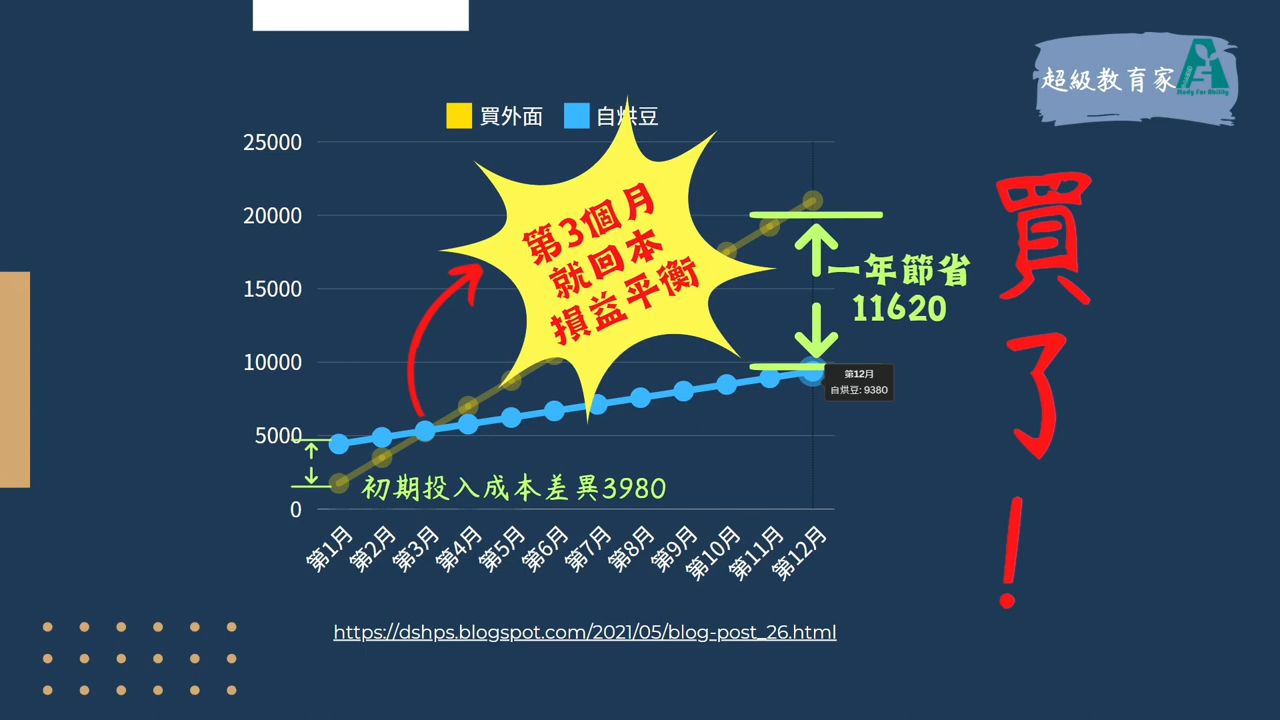 超級教育家
Study For Ability
買外面 自烘豆
25000
20000
15000
10000
5000
0
第3個月
就回本
損益平衡
一年節省
11620
第12月
自烘豆: 9380
初期投入成本差異3980
第1月 第2月 第3月 第4月 第5月 第6月 第7月 第8月 第9月 第10月 第11月 第12月
買了!
https://dshps.blogspot.com/2021/05/blog-post_26.html